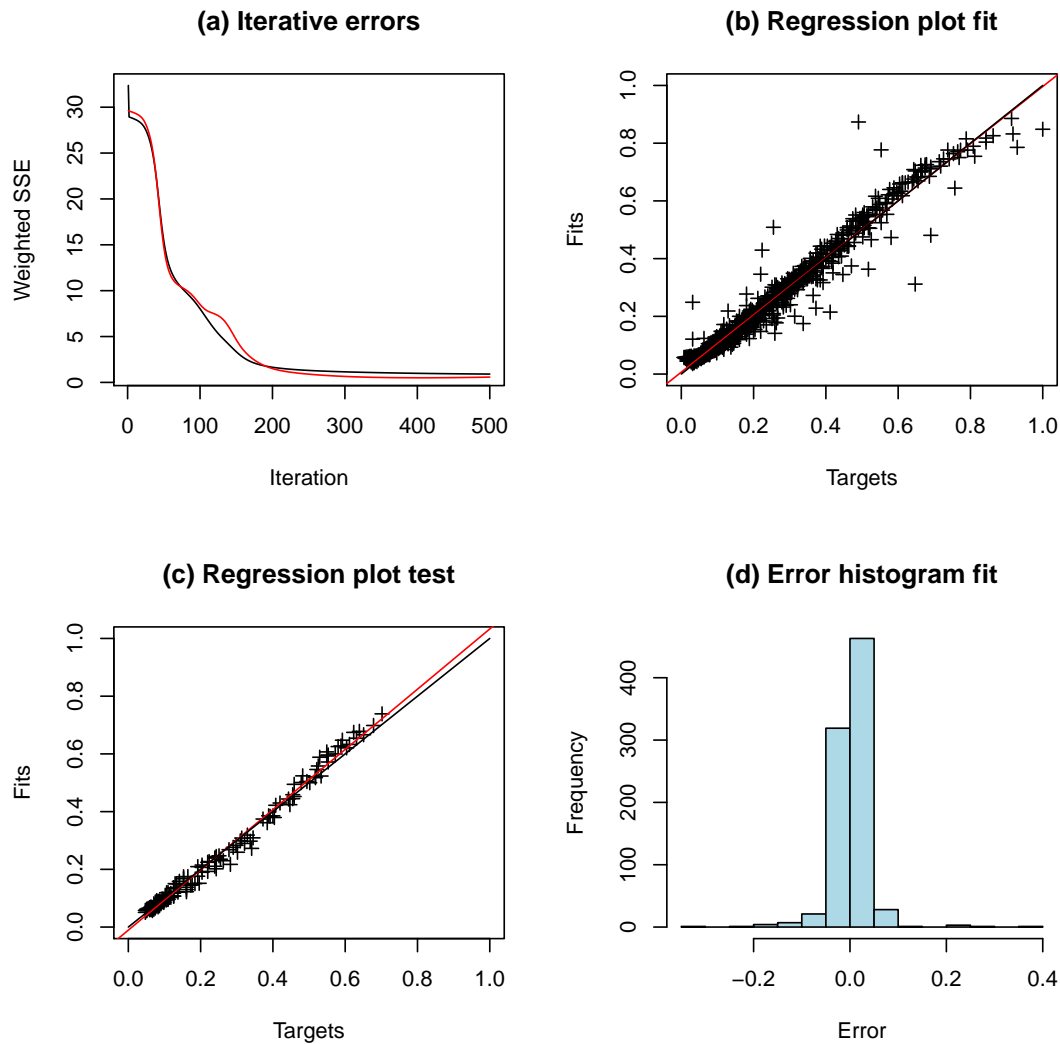 (a) Iterative errors
Weighted SSE
0 5 10 15 20 25 30
0 100 200 300 400 500
Iteration
(b) Regression plot fit
Fits
0.0 0.2 0.4 0.6 0.8 1.0
0.0 0.2 0.4 0.6 0.8 1.0
Targets
(c) Regression plot test
Fits
0.0 0.2 0.4 0.6 0.8 1.0
0.0 0.2 0.4 0.6 0.8 1.0
Targets
(d) Error histogram fit
Frequency
0 100 200 300 400
−0.2 0.0 0.2 0.4
Error